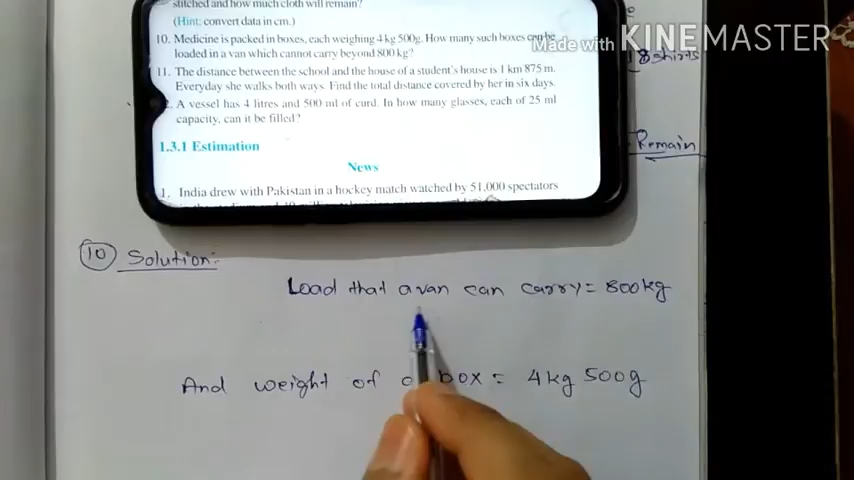 stitched and how much cloth will remain?
(Hint: convert data in cm.)
10. Medicine is packed in boxes, each weighing 4 kg 500g. How many such boxes can be
loaded in a van which cannot carry beyond 800 kg?
11. The distance between the school and the house of a student's house is 1 km 875 m.
Everyday she walks both ways. Find the total distance covered by her in six days.
2. A vessel has 4 litres and 500 ml of curd. In how many glasses, each of 25 ml
capacity, can it be filled?
1.3.1 Estimation
News
1. India drew with Pakistan in a hockey match watched by 51,000 spectators
Made with KINEMASTER
18 shirts
Remain
10 Solution:
Load that a van can carry = 800kg
And weight of box = 4kg 500g